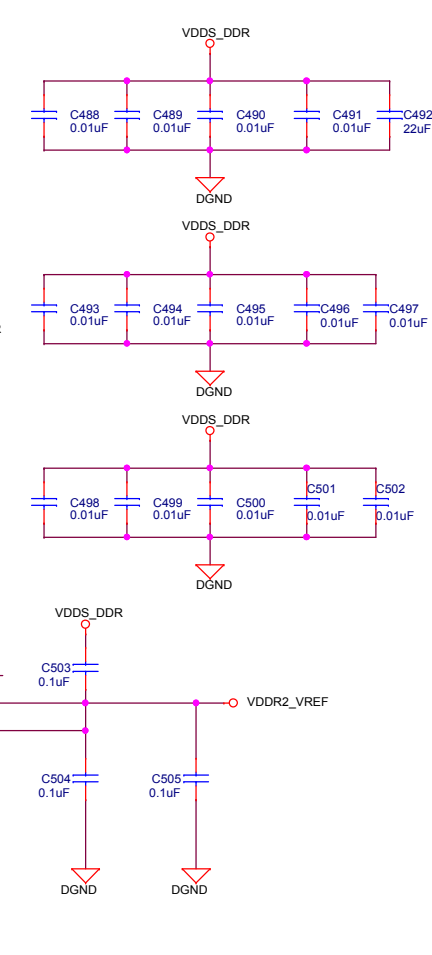 VDDS_DDR
C488 C489 C490 C491 C492
0.01uF 0.01uF 0.01uF 0.01uF 22uF
DGND
VDDS_DDR
C493 C494 C495 C496 C497
0.01uF 0.01uF 0.01uF 0.01uF 0.01uF
DGND
VDDS_DDR
C498 C499 C500 C501 C502
0.01uF 0.01uF 0.01uF 0.01uF 0.01uF
DGND
VDDS_DDR
C503
0.1uF
VDDR2_VREF
C504 C505
0.1uF 0.1uF
DGND DGND